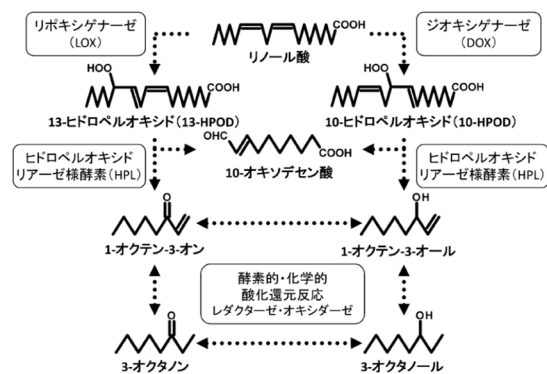 リポキシゲナーゼ
（LOX）
COOH
リノール酸
ジオキシゲナーゼ
（DOX）
HOO
COOH
13-ヒドロペルオキシド（13-HPOD）
HOO
COOH
10-ヒドロペルオキシド（10-HPOD）
ヒドロペルオキシド
リアーゼ様酵素（HPL）
OHC
COOH
10-オキソデセン酸
ヒドロペルオキシド
リアーゼ様酵素（HPL）
O
1-オクテン-3-オン
OH
1-オクテン-3-オール
酵素的・化学的
酸化還元反応
レダクターゼ・オキシダーゼ
O
3-オクタノン
OH
3-オクタノール